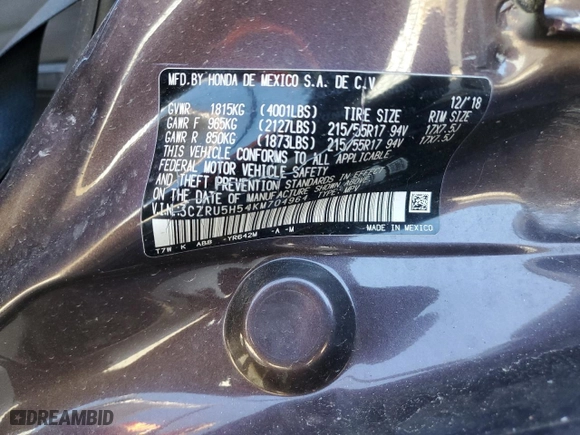 MFD.BY HONDA DE MEXICO S.A. DE C.V.
12/'18
GVWR 1815KG (4001LBS) TIRE SIZE RIM SIZE
GAWR F 965KG (2127LBS) 215/55R17 94V 17X7.5J
GAWR R 850KG (1873LBS) 215/55R17 94V 17X7.5J
THIS VEHICLE CONFORMS TO ALL APPLICABLE
FEDERAL MOTOR VEHICLE SAFETY
AND THEFT PREVENTION STANDARDS IN EFFECT
ON THE DATE OF MANUFACTURE SHOWN ABOVE.
V.I.N.:3CZRU5H54KM704964 TYPE: MPV
T7W K ABB -YR642M -A -M MADE IN MEXICO
DREAMBID